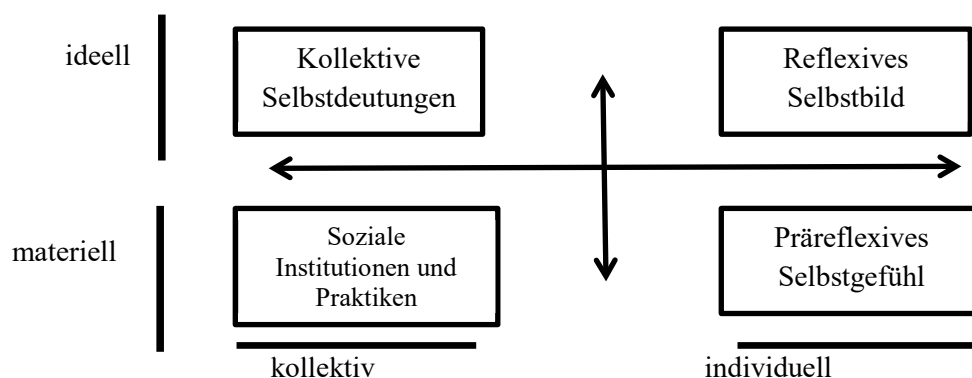 ideell
Kollektive
Selbstdeutungen
Reflexives
Selbstbild
materiell
Soziale
Institutionen und
Praktiken
Präreflexives
Selbstgefühl
kollektiv
individuell